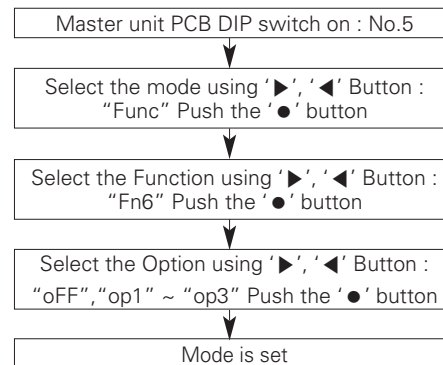 Master unit PCB DIP switch on : No.5
Select the mode using ‘▶’, ‘◀’ Button :
“Func” Push the ‘●’ button
Select the Function using ‘▶’, ‘◀’ Button :
“Fn6” Push the ‘●’ button
Select the Option using ‘▶’, ‘◀’ Button :
“oFF”,“op1” ~ “op3” Push the ‘●’ button
Mode is set